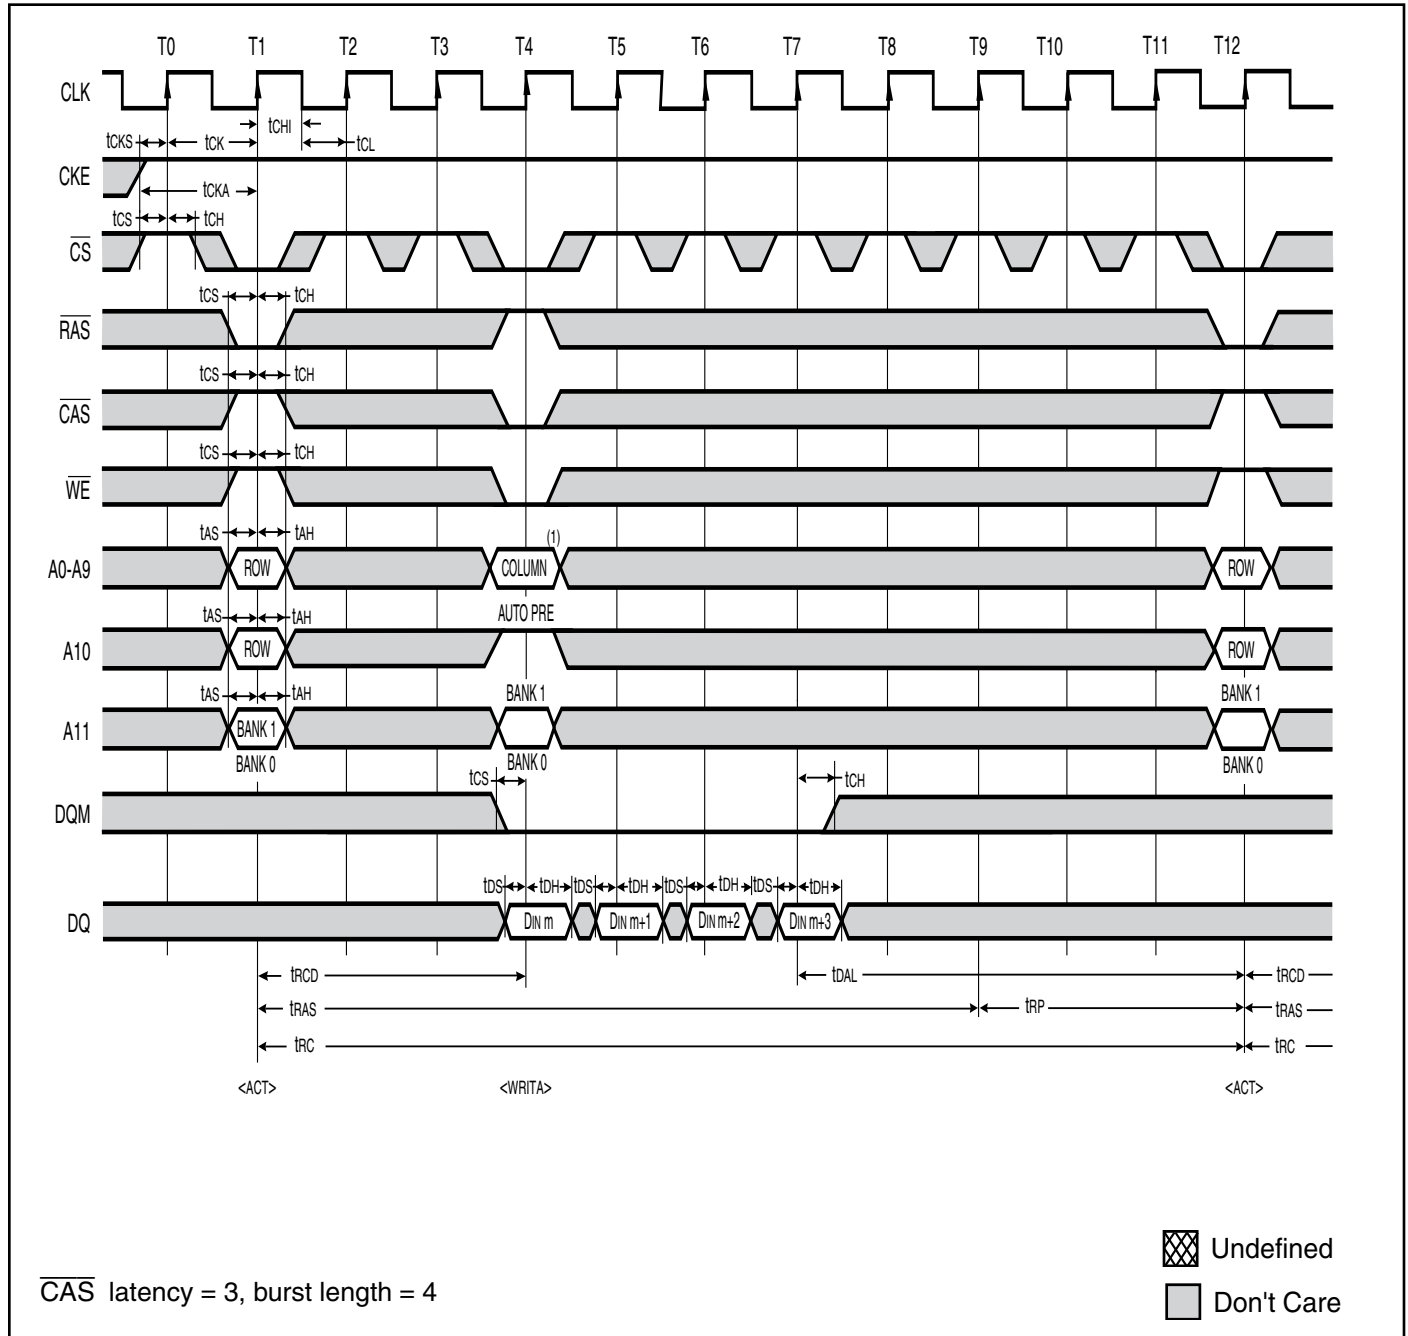 T0 T1 T2 T3 T4 T5 T6 T7 T8 T9 T10 T11 T12
CLK
tCHI
tCKS tCK tCL
CKE
tCKA
tCS tCH
CS
tCS tCH
RAS
tCS tCH
CAS
tCS tCH
WE
tAS tAH (1)
A0-A9 ROW COLUMN ROW
tAS tAH AUTO PRE
A10 ROW ROW
tAS tAH BANK 1 BANK 1
A11 BANK 1
BANK 0 BANK 0 BANK 0
tCS tCH
DQM
tDS tDH tDS tDH tDS tDH tDS tDH
DQ DIN m DIN m+1 DIN m+2 DIN m+3
tRCD tDAL tRCD
tRAS tRP tRAS
tRC tRC
<ACT> <WRITA> <ACT>
Undefined
CAS latency = 3, burst length = 4
Don't Care